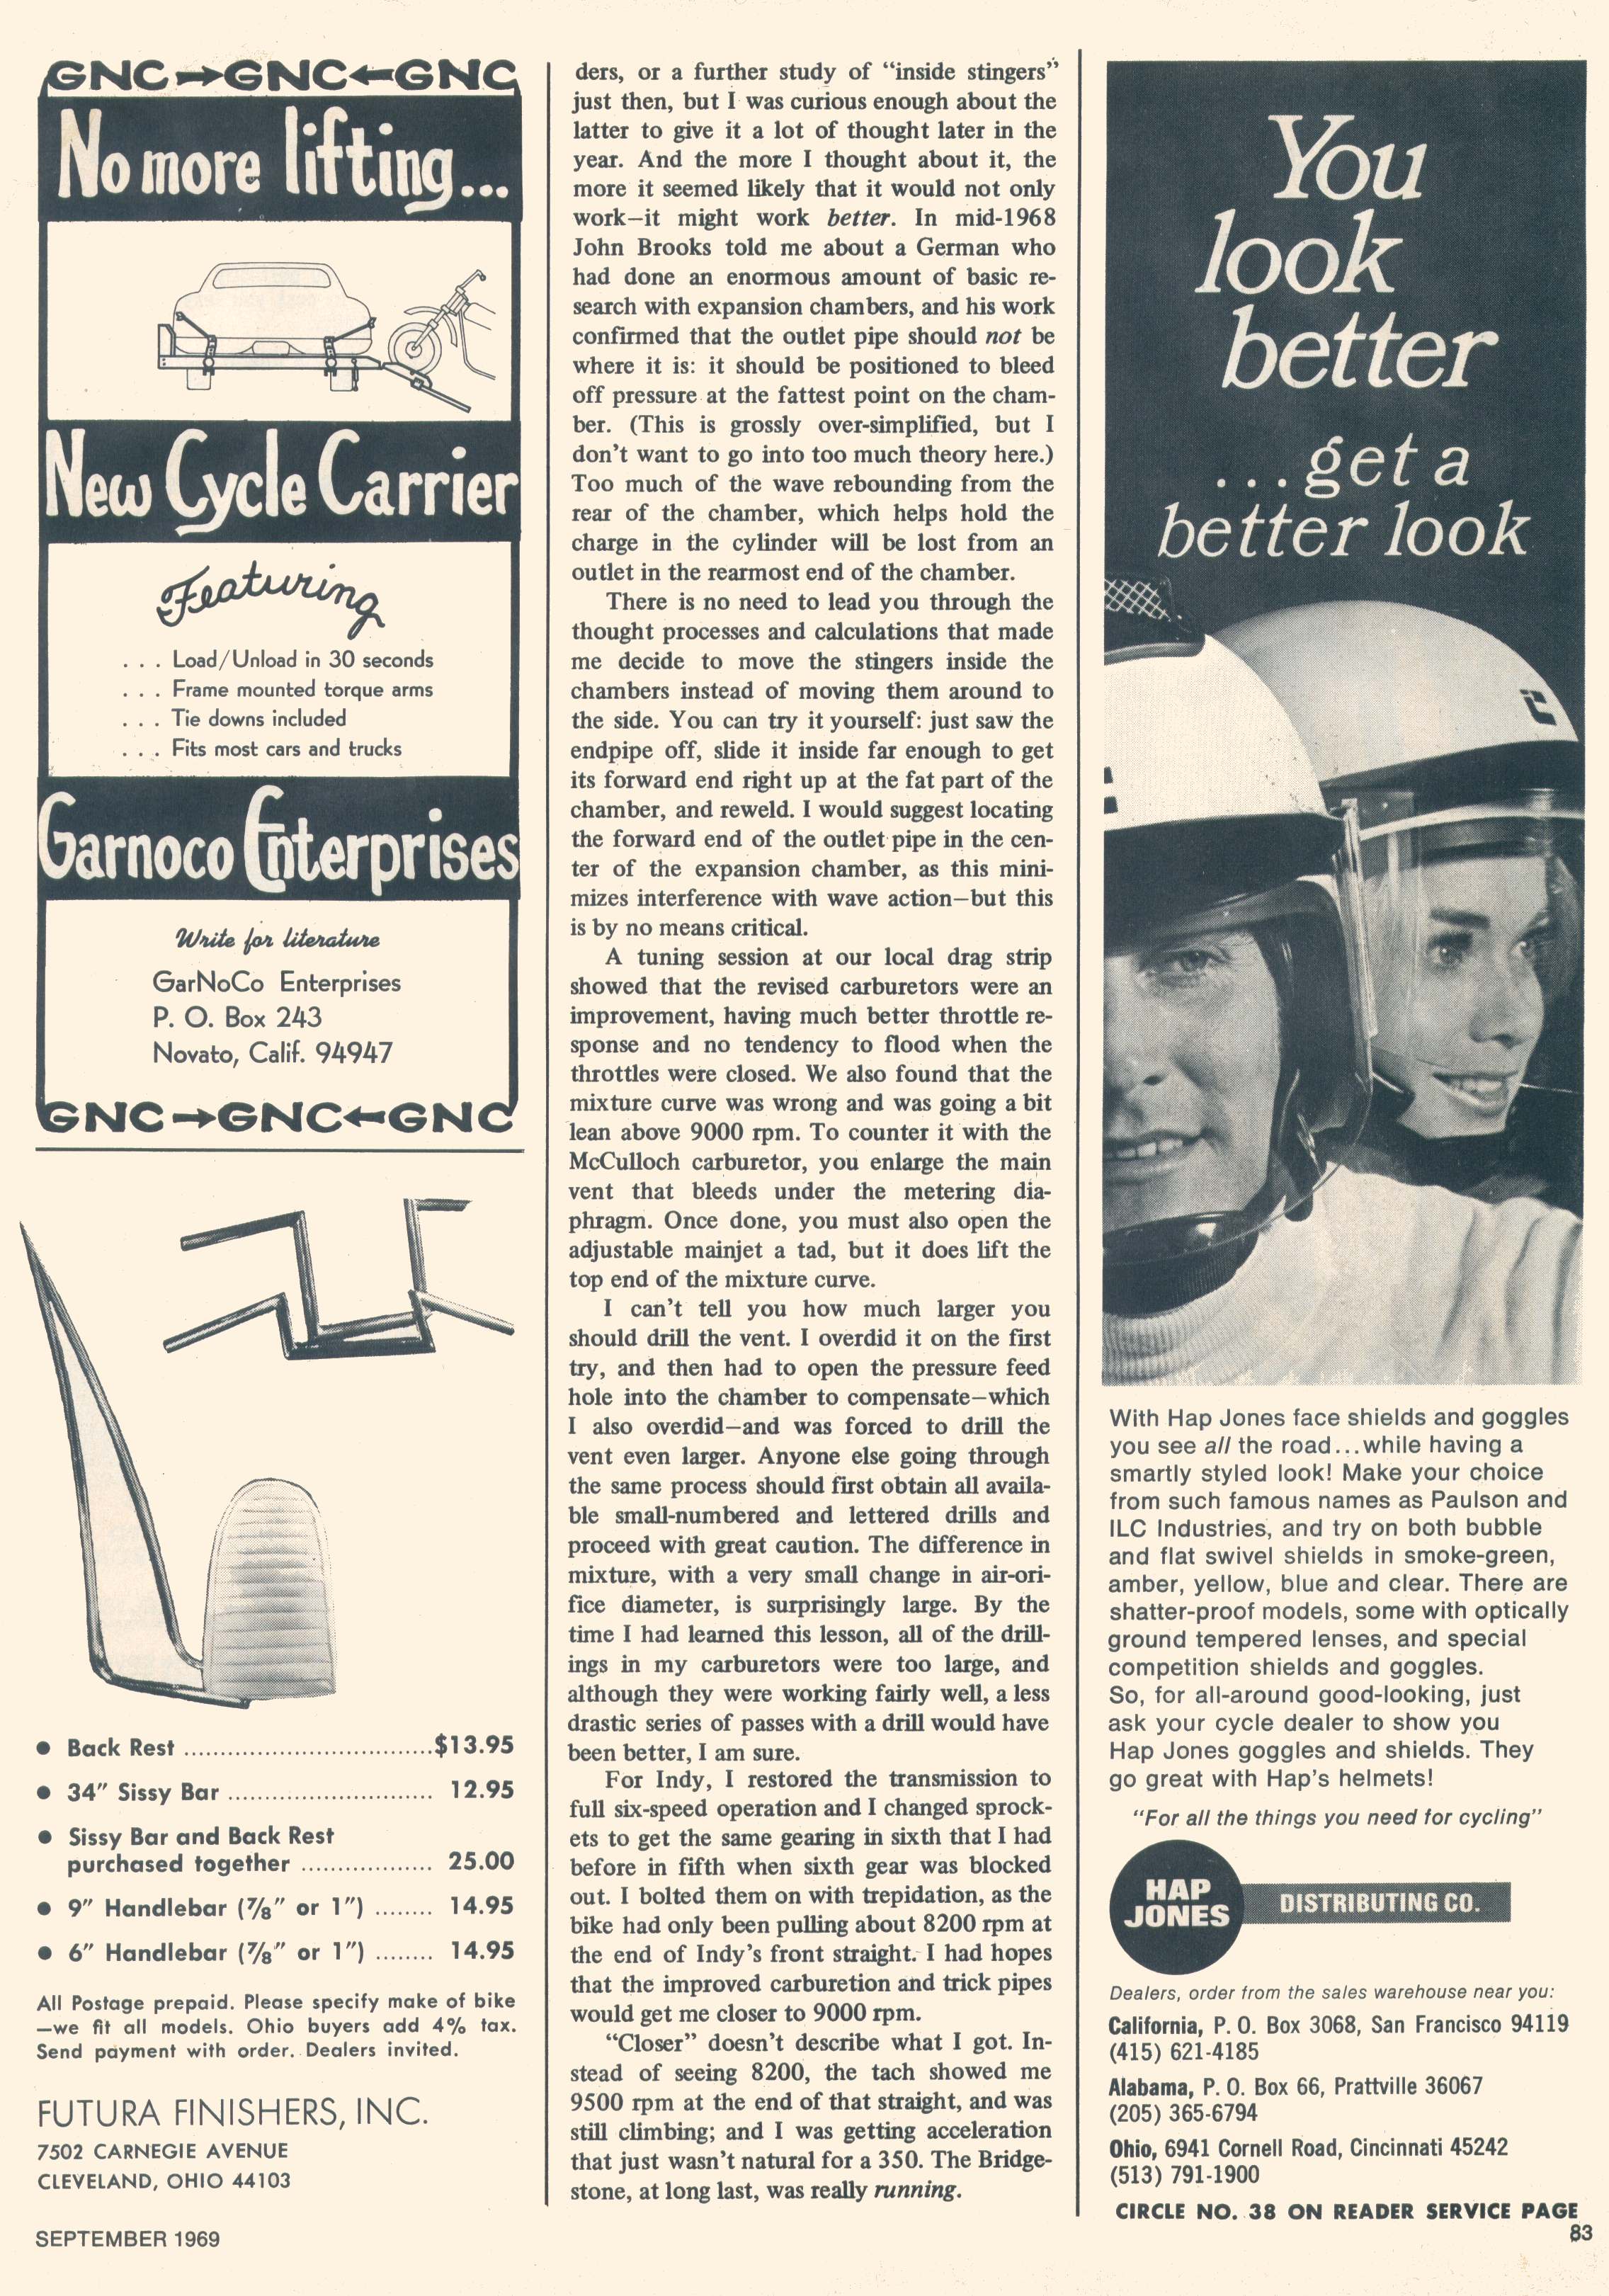 GNC→GNC←GNC
No more lifting...
New Cycle Carrier
Featuring
. . . Load/Unload in 30 seconds
. . . Frame mounted torque arms
. . . Tie downs included
. . . Fits most cars and trucks
Garnoco Enterprises
Write for literature
GarNoCo Enterprises
P. O. Box 243
Novato, Calif. 94947
GNC→GNC←GNC
● Back Rest ..................................$13.95
● 34" Sissy Bar ............................ 12.95
● Sissy Bar and Back Rest
purchased together .................. 25.00
● 9" Handlebar (⅞" or 1") ........ 14.95
● 6" Handlebar (⅞" or 1") ........ 14.95
All Postage prepaid. Please specify make of bike
—we fit all models. Ohio buyers add 4% tax.
Send payment with order. Dealers invited.
FUTURA FINISHERS, INC.
7502 CARNEGIE AVENUE
CLEVELAND, OHIO 44103
ders, or a further study of “inside stingers”
just then, but I was curious enough about the
latter to give it a lot of thought later in the
year. And the more I thought about it, the
more it seemed likely that it would not only
work—it might work better. In mid-1968
John Brooks told me about a German who
had done an enormous amount of basic re-
search with expansion chambers, and his work
confirmed that the outlet pipe should not be
where it is: it should be positioned to bleed
off pressure at the fattest point on the cham-
ber. (This is grossly over-simplified, but I
don't want to go into too much theory here.)
Too much of the wave rebounding from the
rear of the chamber, which helps hold the
charge in the cylinder will be lost from an
outlet in the rearmost end of the chamber.
There is no need to lead you through the
thought processes and calculations that made
me decide to move the stingers inside the
chambers instead of moving them around to
the side. You can try it yourself: just saw the
endpipe off, slide it inside far enough to get
its forward end right up at the fat part of the
chamber, and reweld. I would suggest locating
the forward end of the outlet pipe in the cen-
ter of the expansion chamber, as this mini-
mizes interference with wave action—but this
is by no means critical.
A tuning session at our local drag strip
showed that the revised carburetors were an
improvement, having much better throttle re-
sponse and no tendency to flood when the
throttles were closed. We also found that the
mixture curve was wrong and was going a bit
lean above 9000 rpm. To counter it with the
McCulloch carburetor, you enlarge the main
vent that bleeds under the metering dia-
phragm. Once done, you must also open the
adjustable mainjet a tad, but it does lift the
top end of the mixture curve.
I can't tell you how much larger you
should drill the vent. I overdid it on the first
try, and then had to open the pressure feed
hole into the chamber to compensate—which
I also overdid—and was forced to drill the
vent even larger. Anyone else going through
the same process should first obtain all availa-
ble small-numbered and lettered drills and
proceed with great caution. The difference in
mixture, with a very small change in air-ori-
fice diameter, is surprisingly large. By the
time I had learned this lesson, all of the drill-
ings in my carburetors were too large, and
although they were working fairly well, a less
drastic series of passes with a drill would have
been better, I am sure.
For Indy, I restored the transmission to
full six-speed operation and I changed sprock-
ets to get the same gearing in sixth that I had
before in fifth when sixth gear was blocked
out. I bolted them on with trepidation, as the
bike had only been pulling about 8200 rpm at
the end of Indy's front straight. I had hopes
that the improved carburetion and trick pipes
would get me closer to 9000 rpm.
“Closer” doesn't describe what I got. In-
stead of seeing 8200, the tach showed me
9500 rpm at the end of that straight, and was
still climbing; and I was getting acceleration
that just wasn't natural for a 350. The Bridge-
stone, at long last, was really running.
You
look
better
...get a
better look
With Hap Jones face shields and goggles
you see all the road...while having a
smartly styled look! Make your choice
from such famous names as Paulson and
ILC Industries, and try on both bubble
and flat swivel shields in smoke-green,
amber, yellow, blue and clear. There are
shatter-proof models, some with optically
ground tempered lenses, and special
competition shields and goggles.
So, for all-around good-looking, just
ask your cycle dealer to show you
Hap Jones goggles and shields. They
go great with Hap's helmets!
“For all the things you need for cycling”
HAP
JONES
DISTRIBUTING CO.
Dealers, order from the sales warehouse near you:
California, P. O. Box 3068, San Francisco 94119
(415) 621-4185
Alabama, P. O. Box 66, Prattville 36067
(205) 365-6794
Ohio, 6941 Cornell Road, Cincinnati 45242
(513) 791-1900
CIRCLE NO. 38 ON READER SERVICE PAGE
SEPTEMBER 1969
83